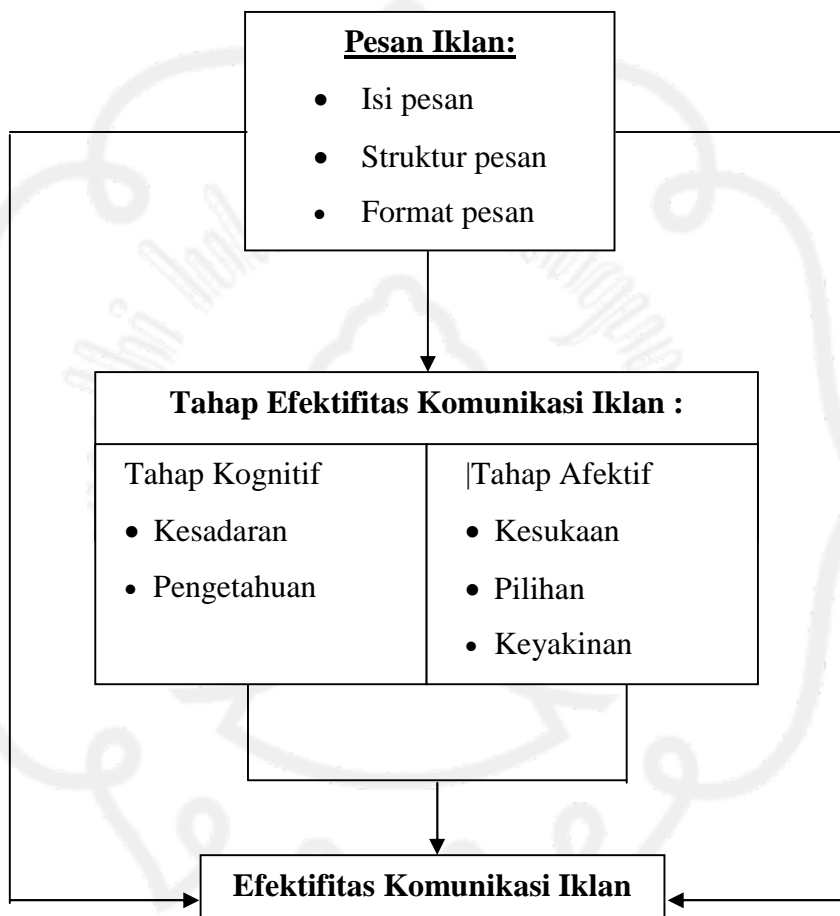 Pesan Iklan:
• Isi pesan
• Struktur pesan
• Format pesan
Tahap Efektifitas Komunikasi Iklan :
Tahap Kognitif
• Kesadaran
• Pengetahuan
|Tahap Afektif
• Kesukaan
• Pilihan
• Keyakinan
Efektifitas Komunikasi Iklan